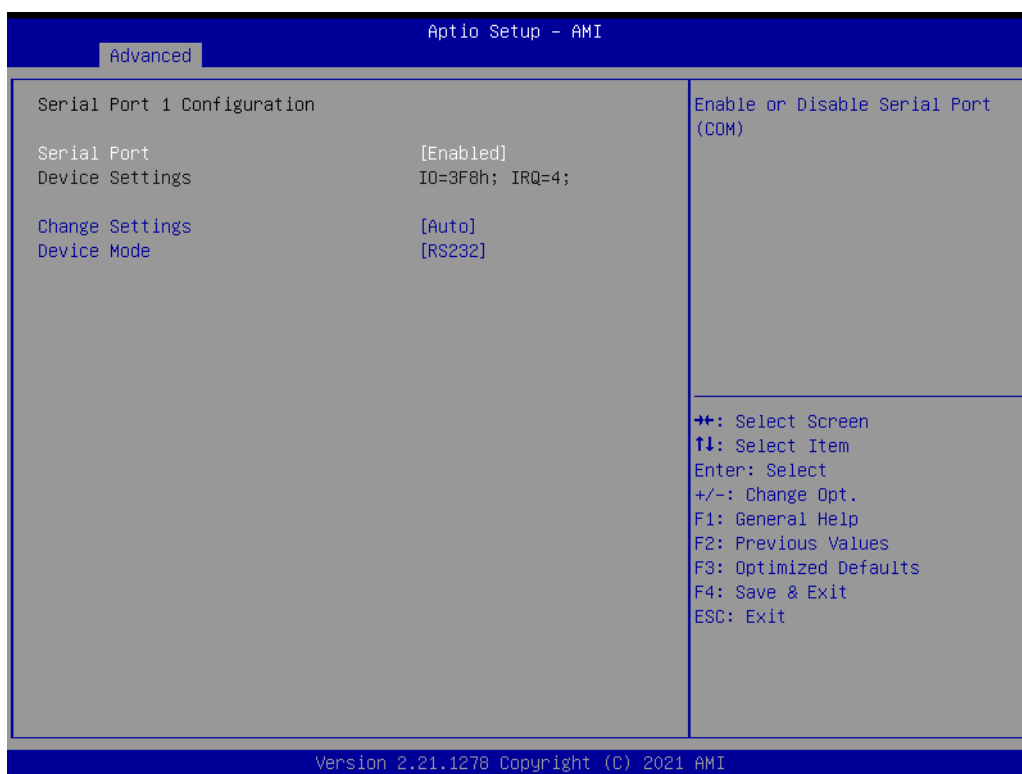 Aptio Setup – AMI
Advanced
Serial Port 1 Configuration
Serial Port [Enabled]
Device Settings IO=3F8h; IRQ=4;
Change Settings [Auto]
Device Mode [RS232]
Enable or Disable Serial Port
(COM)
→←: Select Screen
↑↓: Select Item
Enter: Select
+/-: Change Opt.
F1: General Help
F2: Previous Values
F3: Optimized Defaults
F4: Save & Exit
ESC: Exit
Version 2.21.1278 Copyright (C) 2021 AMI